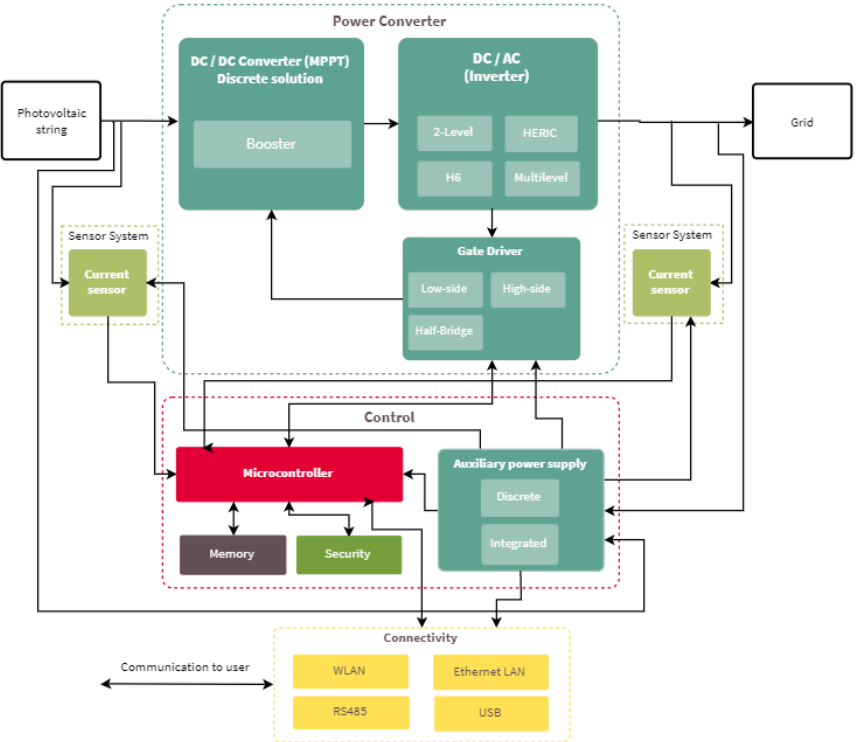 Power Converter
DC / DC Converter (MPPT)
Discrete solution
Booster
DC / AC
(Inverter)
2-Level
HERIC
H6
Multilevel
Photovoltaic
string
Grid
Gate Driver
Low-side
High-side
Half-Bridge
Sensor System
Current
sensor
Sensor System
Current
sensor
Control
Microcontroller
Memory
Security
Auxiliary power supply
Discrete
Integrated
Connectivity
WLAN
Ethernet LAN
RS485
USB
Communication to user